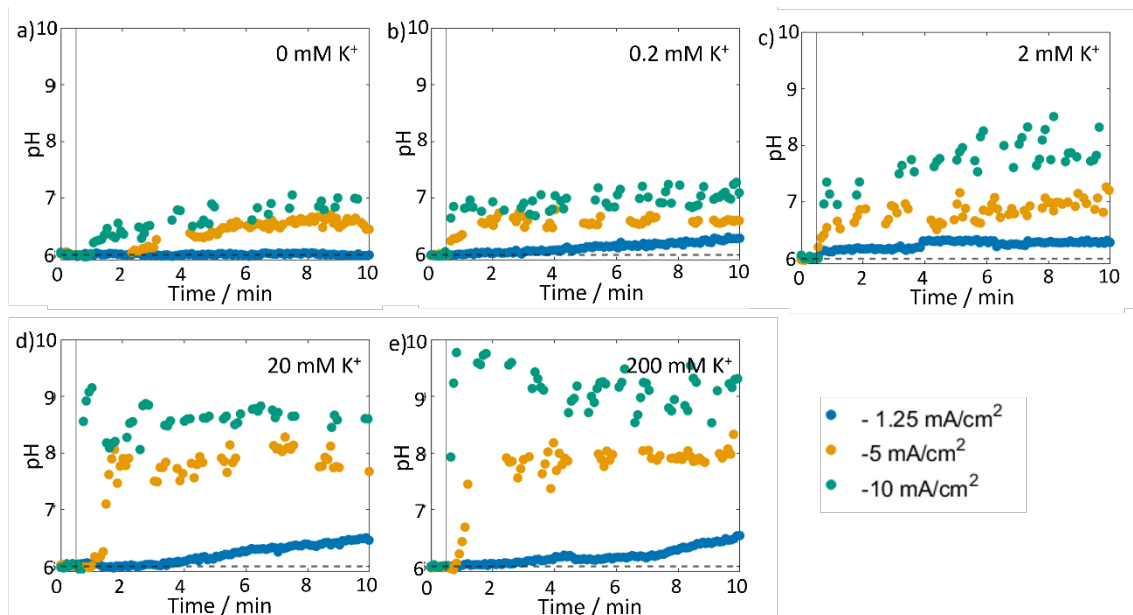 a)
0 mM K⁺
10
9
8
7
6
pH
0 2 4 6 8 10
Time / min
b)
0.2 mM K⁺
10
9
8
7
6
pH
0 2 4 6 8 10
Time / min
c)
2 mM K⁺
10
9
8
7
6
pH
0 2 4 6 8 10
Time / min
d)
20 mM K⁺
10
9
8
7
6
pH
0 2 4 6 8 10
Time / min
e)
200 mM K⁺
10
9
8
7
6
pH
0 2 4 6 8 10
Time / min
- 1.25 mA/cm²
-5 mA/cm²
-10 mA/cm²